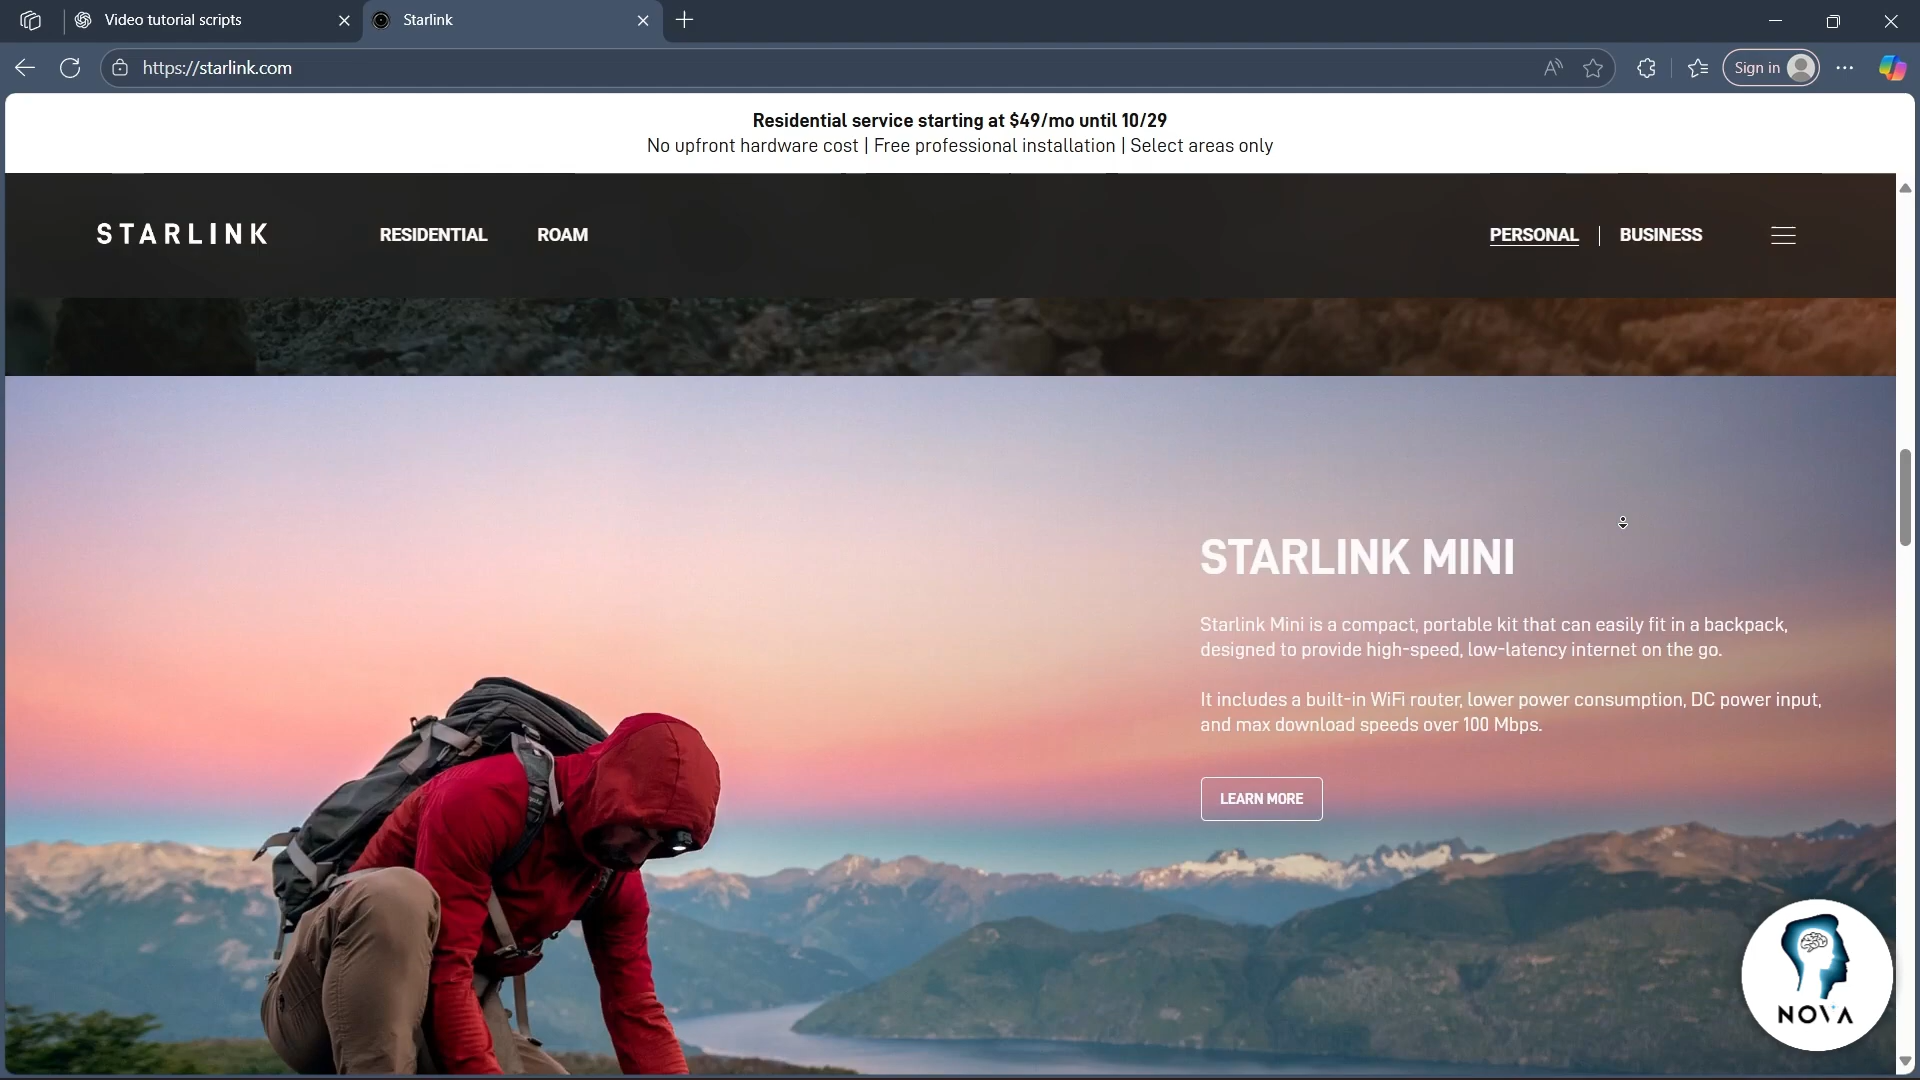 Video tutorial scripts
Starlink
https://starlink.com
Sign in
Residential service starting at $49/mo until 10/29
No upfront hardware cost | Free professional installation | Select areas only
STARLINK
RESIDENTIAL
ROAM
PERSONAL
BUSINESS
STARLINK MINI
Starlink Mini is a compact, portable kit that can easily fit in a backpack,
designed to provide high-speed, low-latency internet on the go.
It includes a built-in WiFi router, lower power consumption, DC power input,
and max download speeds over 100 Mbps.
LEARN MORE
NOVA